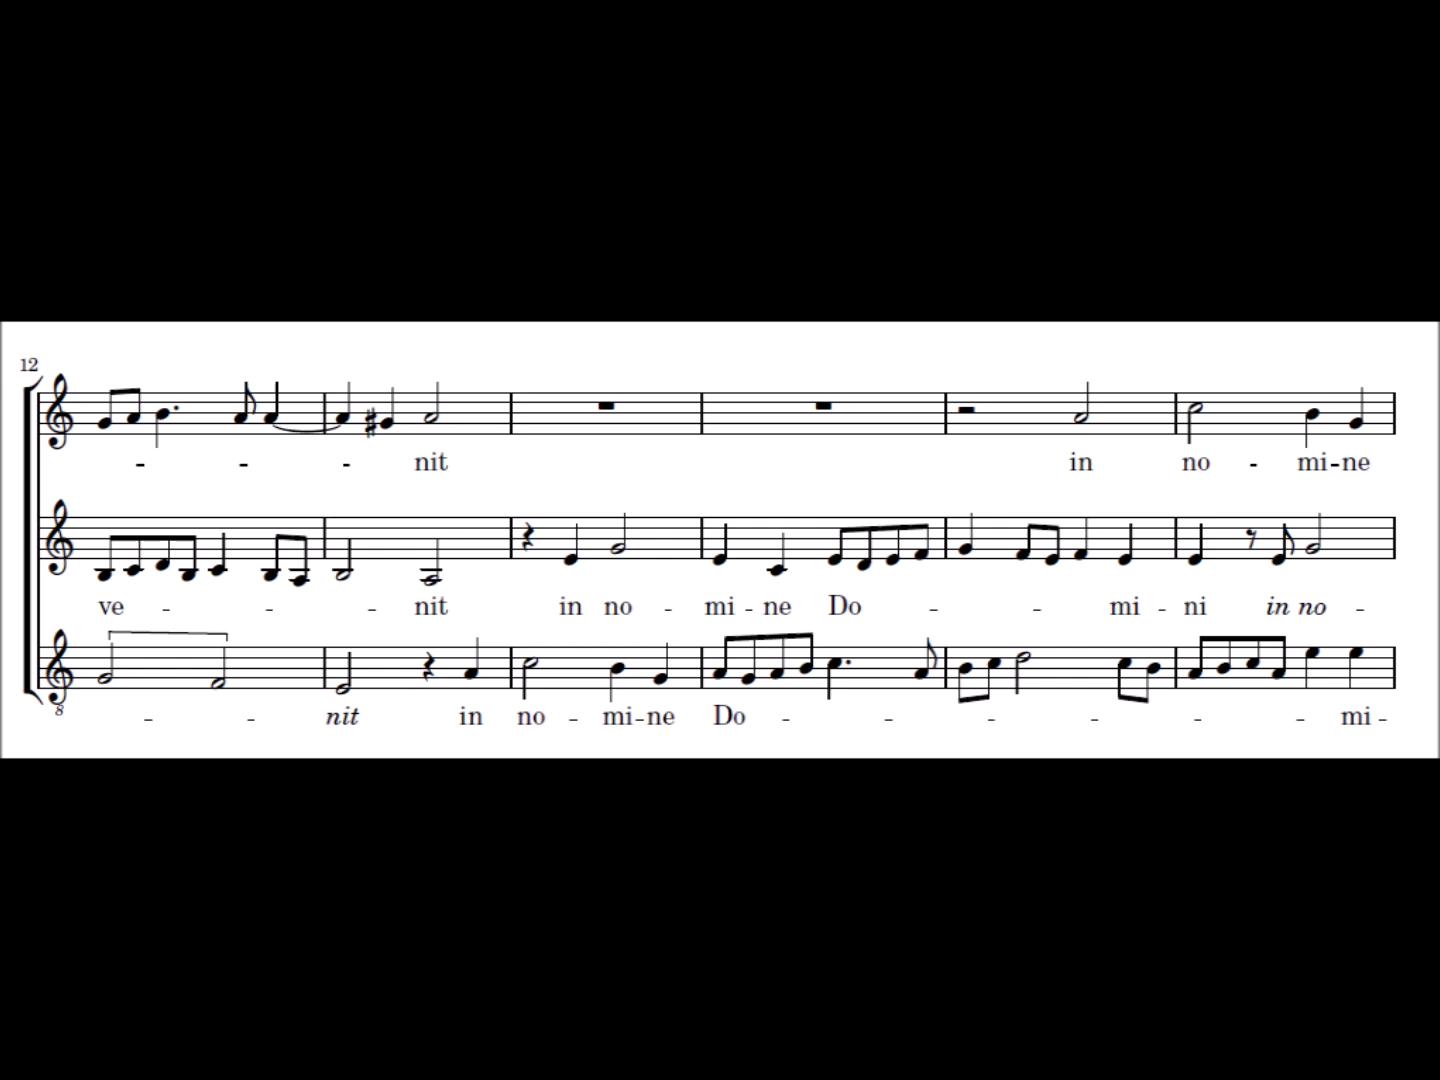 12
- - - nit in no - mi-ne
ve - - - nit in no - mi - ne Do - - mi - ni in no -
8
- - nit in no - mi-ne Do - - - - - - mi -